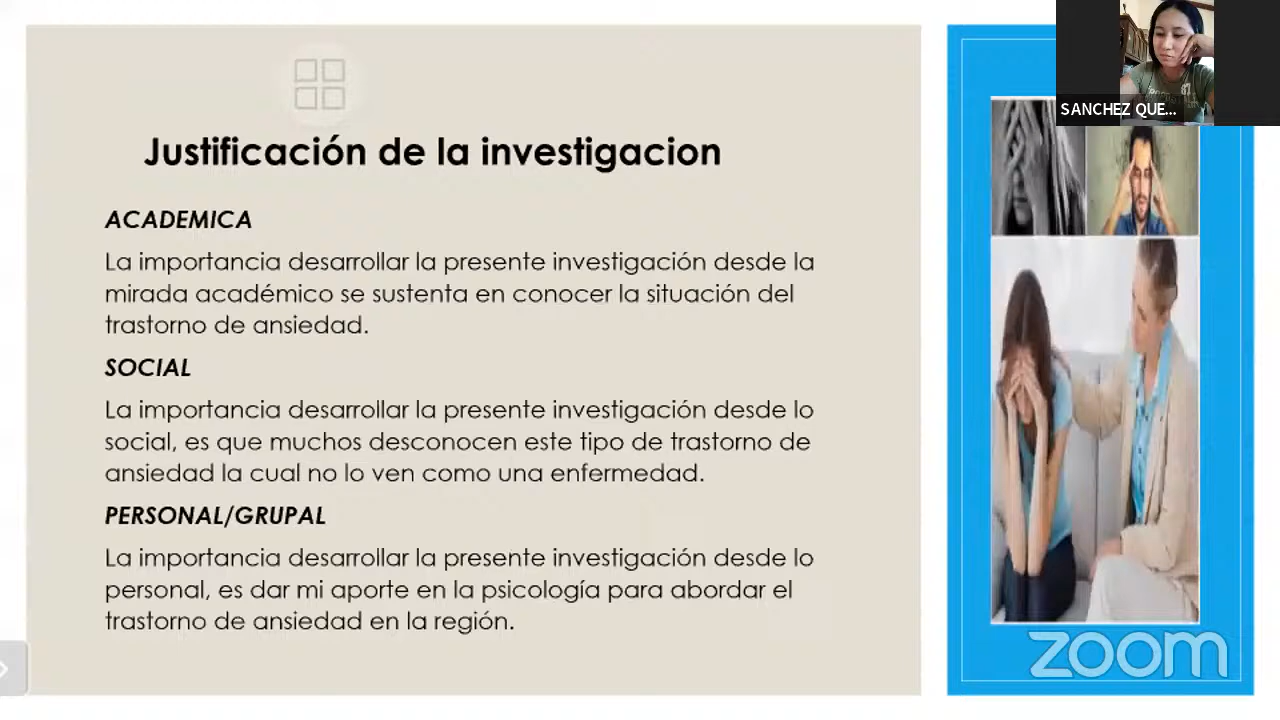 SANCHEZ QUE...
Justificación de la investigacion
ACADEMICA
La importancia desarrollar la presente investigación desde la
mirada académico se sustenta en conocer la situación del
trastorno de ansiedad.
SOCIAL
La importancia desarrollar la presente investigación desde lo
social, es que muchos desconocen este tipo de trastorno de
ansiedad la cual no lo ven como una enfermedad.
PERSONAL/GRUPAL
La importancia desarrollar la presente investigación desde lo
personal, es dar mi aporte en la psicología para abordar el
trastorno de ansiedad en la región.
zoom